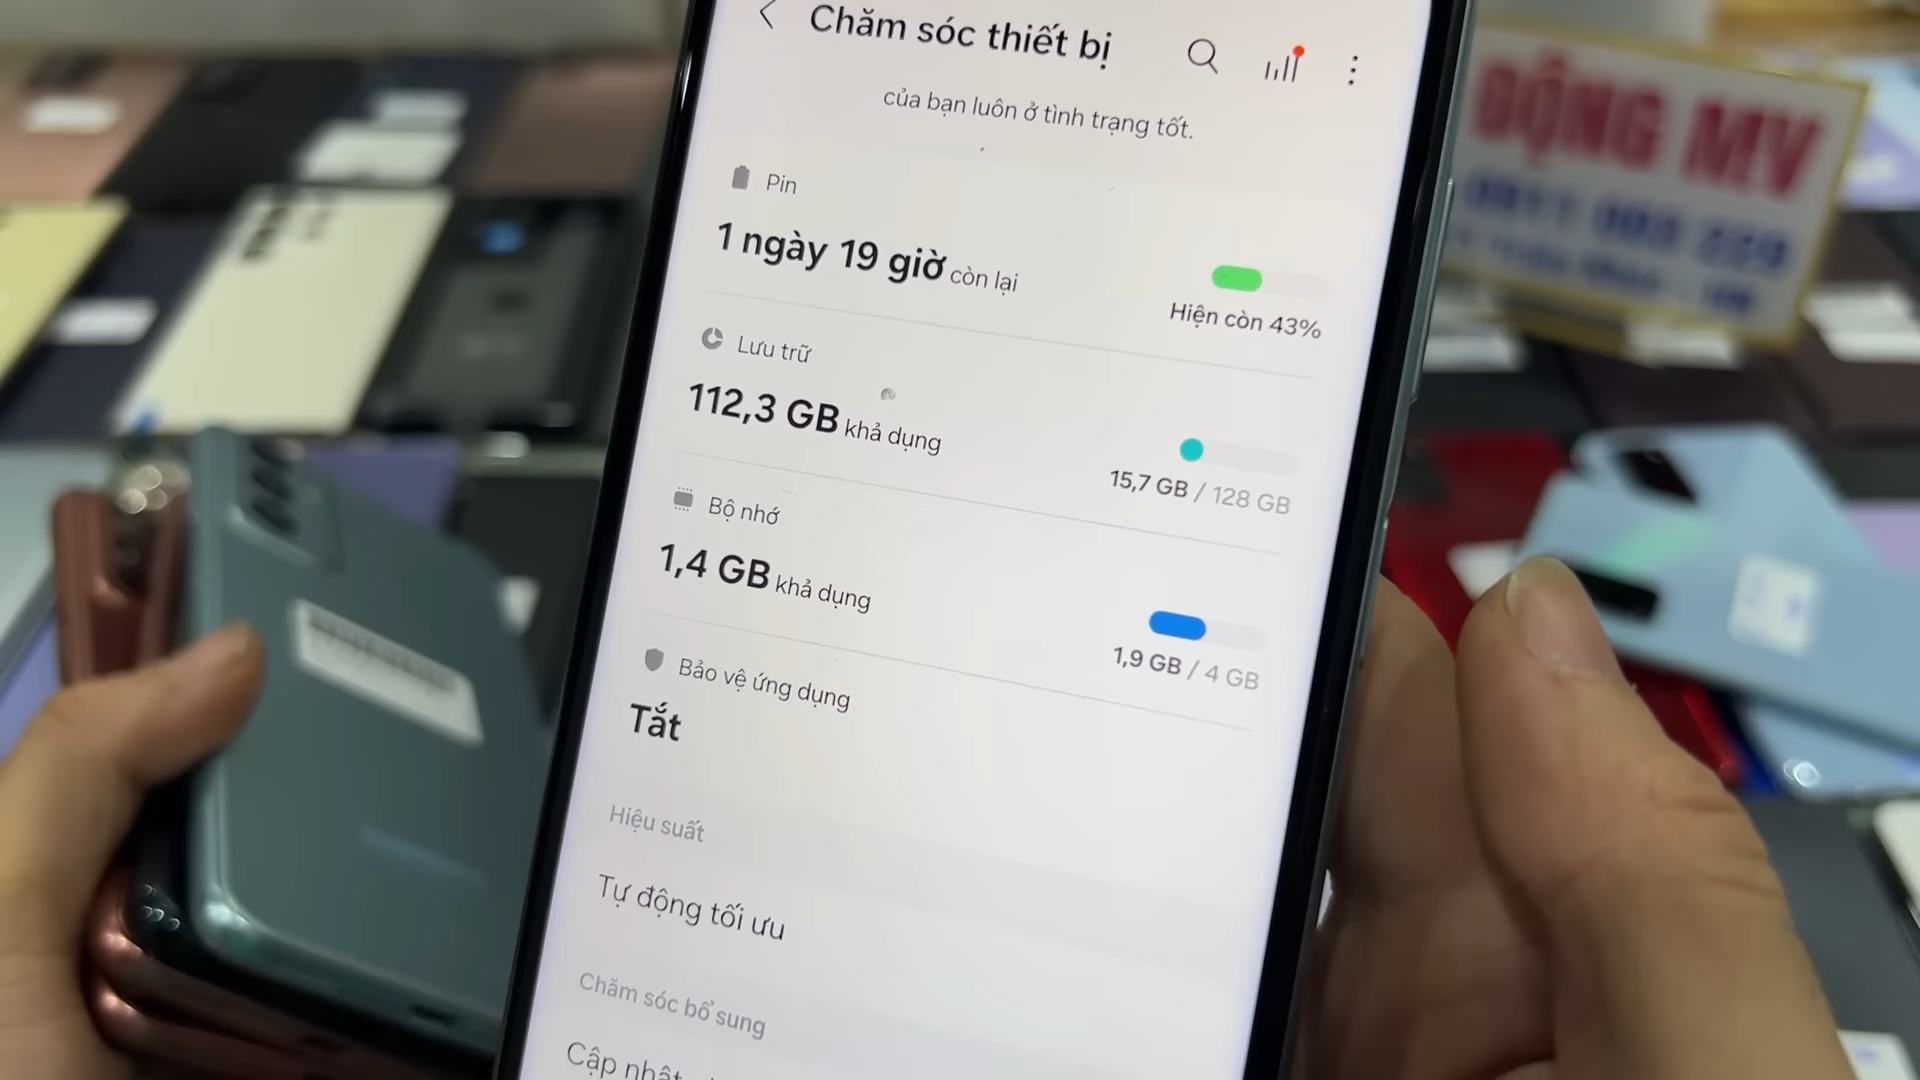 Chăm sóc thiết bị
của bạn luôn ở tình trạng tốt.
Pin
1 ngày 19 giờ còn lại
Hiện còn 43%
Lưu trữ
112,3 GB khả dụng
15,7 GB / 128 GB
Bộ nhớ
1,4 GB khả dụng
1,9 GB / 4 GB
Bảo vệ ứng dụng
Tắt
Hiệu suất
Tự động tối ưu
Chăm sóc bổ sung
Cập nhật
ĐỘNG MV